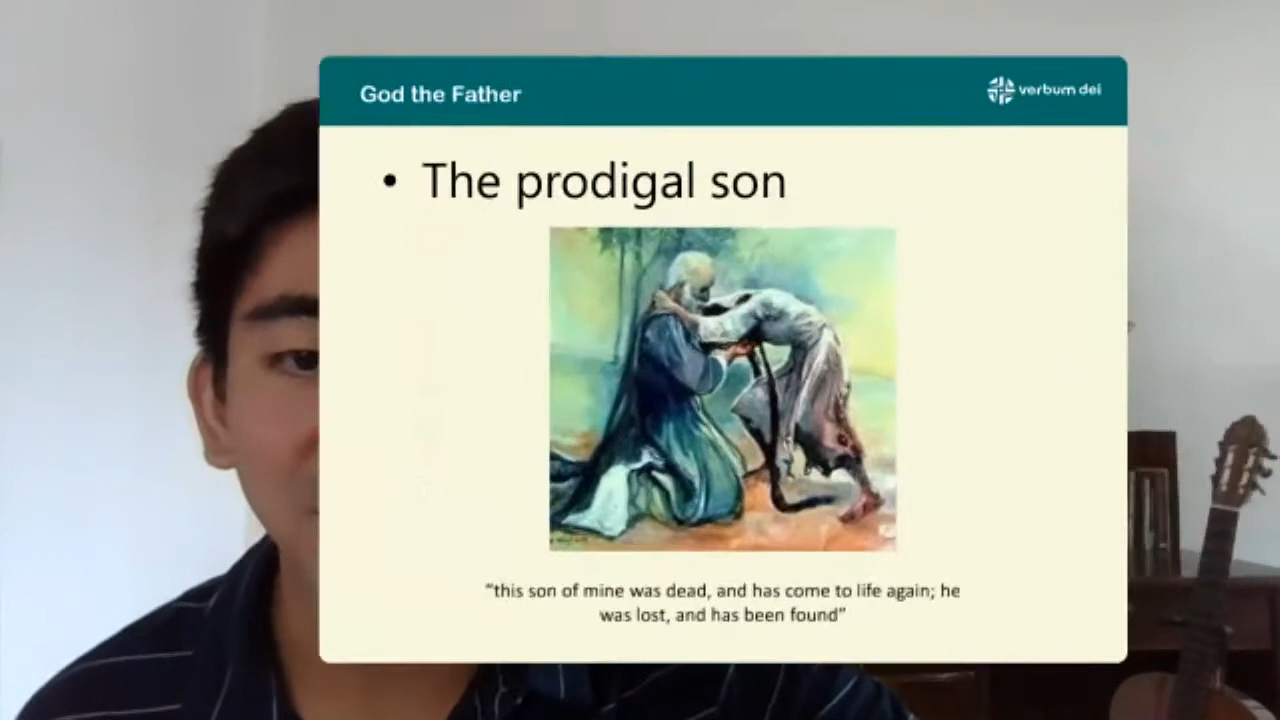 God the Father
verbum dei
• The prodigal son
“this son of mine was dead, and has come to life again; he
was lost, and has been found”